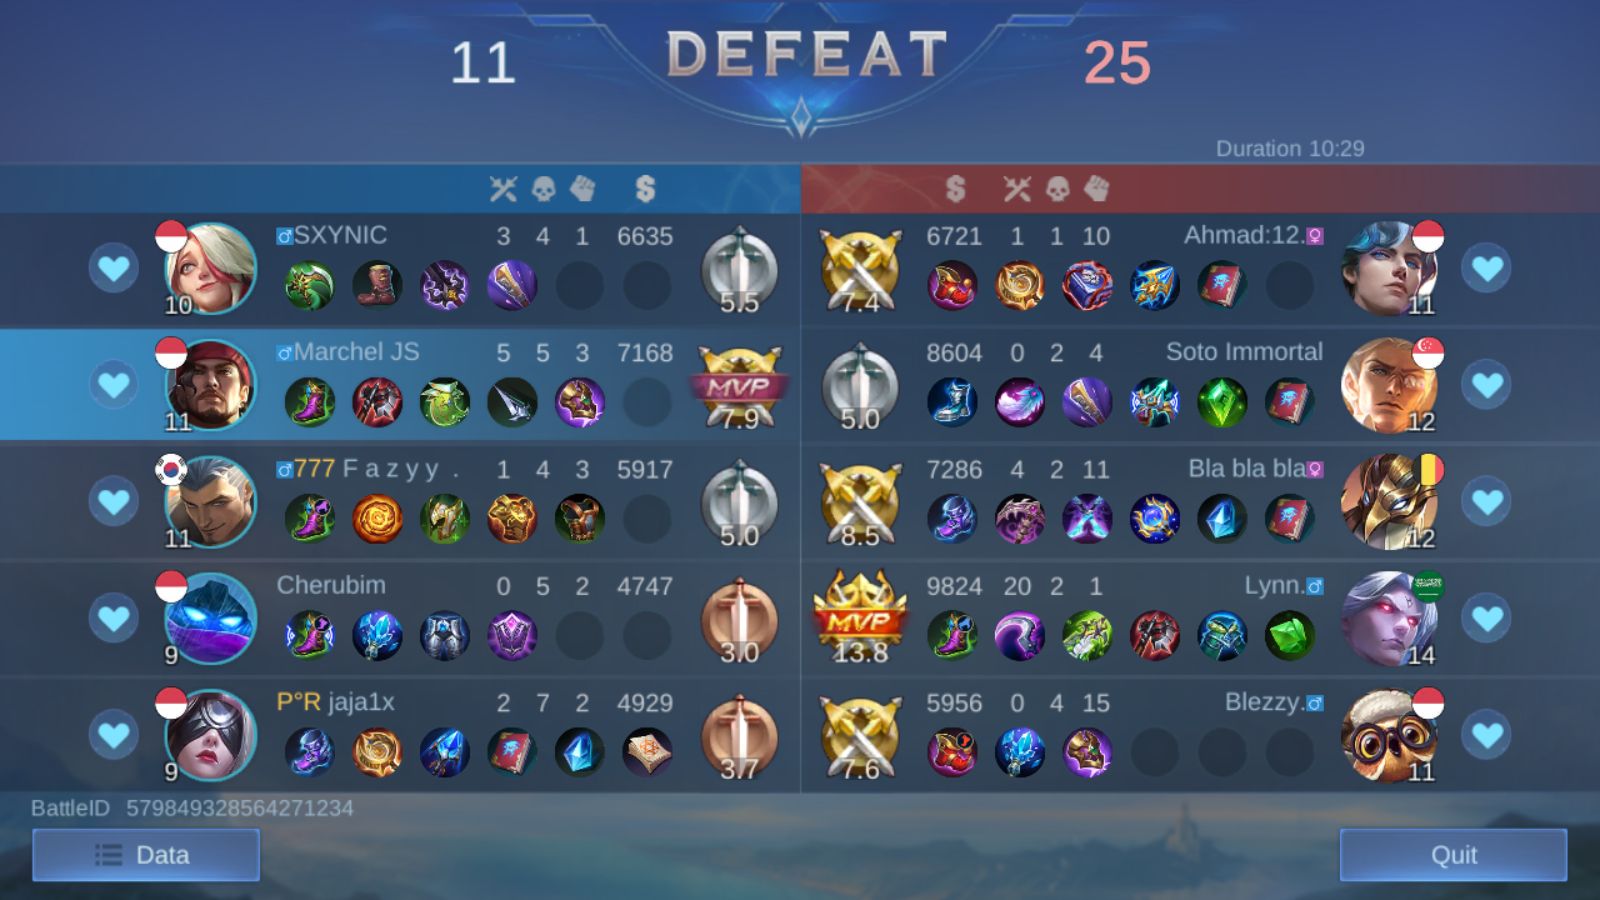 11 DEFEAT 25
Duration 10:29
SXYNIC 3 4 1 6635
10 5.5
6721 1 1 10 Ahmad:12.
7.4 11
Marchel JS 5 5 3 7168
11 MVP 7.9
8604 0 2 4 Soto Immortal
5.0 12
777 F a z y y . 1 4 3 5917
11 5.0
7286 4 2 11 Bla bla bla
8.5 12
Cherubim 0 5 2 4747
9 3.0
9824 20 2 1 Lynn.
MVP 13.8 14
P°R jaja1x 2 7 2 4929
9 3.7
5956 0 4 15 Blezzy.
7.6 11
BattleID 579849328564271234
Data Quit